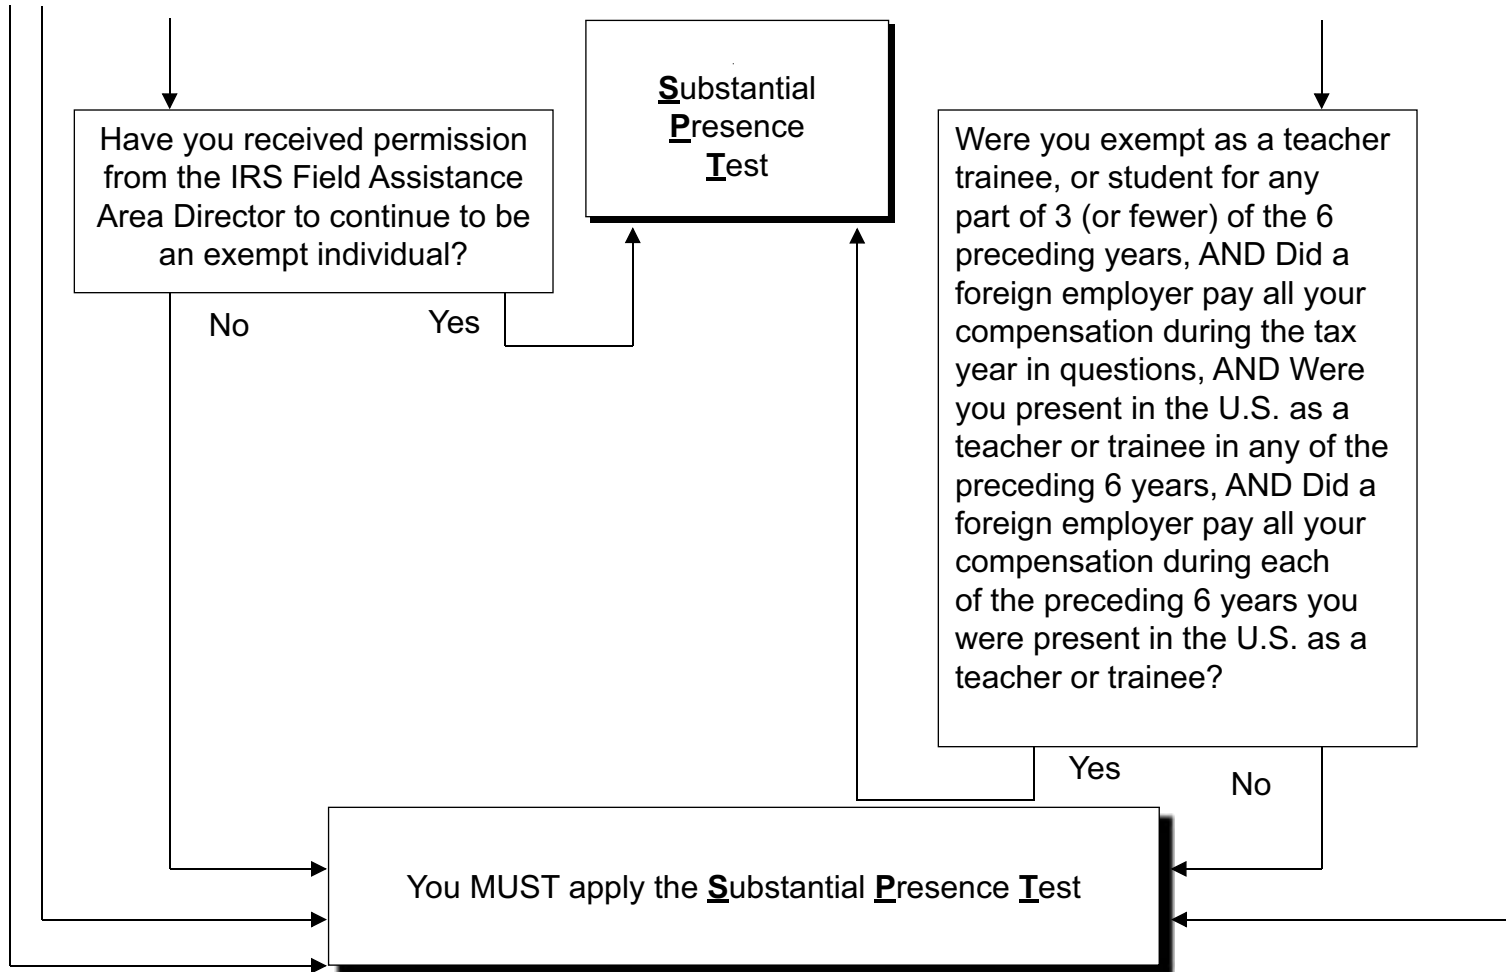 Substantial
Presence
Test
Have you received permission
from the IRS Field Assistance
Area Director to continue to be
an exempt individual?
No
Yes
Were you exempt as a teacher
trainee, or student for any
part of 3 (or fewer) of the 6
preceding years, AND Did a
foreign employer pay all your
compensation during the tax
year in questions, AND Were
you present in the U.S. as a
teacher or trainee in any of the
preceding 6 years, AND Did a
foreign employer pay all your
compensation during each
of the preceding 6 years you
were present in the U.S. as a
teacher or trainee?
Yes
No
You MUST apply the Substantial Presence Test